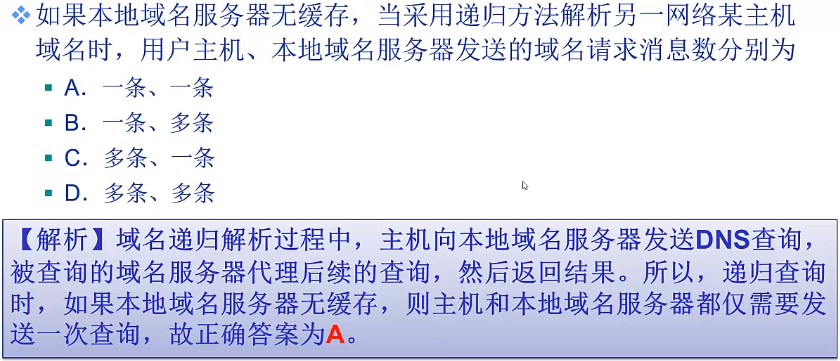 如果本地域名服务器无缓存，当采用递归方法解析另一网络某主机
域名时，用户主机、本地域名服务器发送的域名请求消息数分别为
A．一条、一条
B．一条、多条
C．多条、一条
D．多条、多条
【解析】域名递归解析过程中，主机向本地域名服务器发送DNS查询，
被查询的域名服务器代理后续的查询，然后返回结果。所以，递归查询
时，如果本地域名服务器无缓存，则主机和本地域名服务器都仅需要发
送一次查询，故正确答案为A。